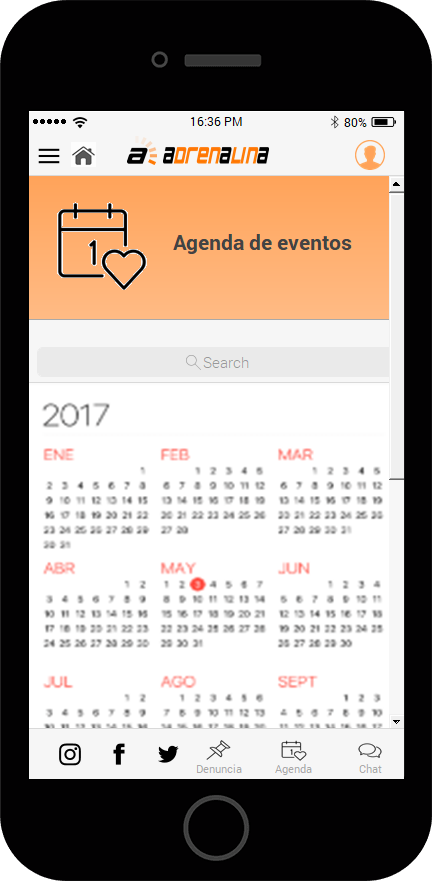 16:36 PM
80%
a adrenalina
1
Agenda de eventos
Search
2017
ENE FEB MAR
1 1 2 3 4 5 1 2 3 4 5
2 3 4 5 6 7 8 6 7 8 9 10 11 12 6 7 8 9 10 11 12
9 10 11 12 13 14 15 13 14 15 16 17 18 19 13 14 15 16 17 18 19
16 17 18 19 20 21 22 20 21 22 23 24 25 26 20 21 22 23 24 25 26
23 24 25 26 27 28 29 27 28 27 28 29 30 31
30 31
ABR MAY JUN
1 2 1 2 3 4 5 6 7 1 2 3 4
3 4 5 6 7 8 9 8 9 10 11 12 13 14 5 6 7 8 9 10 11
10 11 12 13 14 15 16 15 16 17 18 19 20 21 12 13 14 15 16 17 18
17 18 19 20 21 22 23 22 23 24 25 26 27 28 19 20 21 22 23 24 25
24 25 26 27 28 29 30 29 30 31 26 27 28 29 30
JUL AGO SEPT
1 2 1 2 3 4 5 6 1 2 3
3 4 5 6 7 8 9 7 8 9 10 11 12 13 4 5 6 7 8 9 10
1
Denuncia Agenda Chat